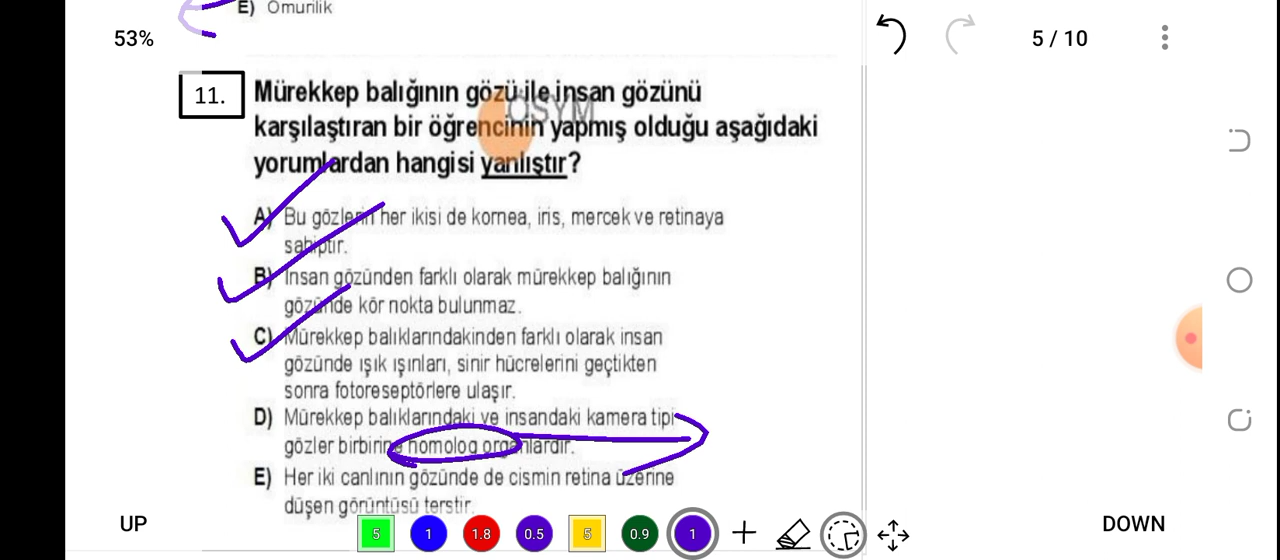 E) Omurilik
53%
5 / 10
11.
Mürekkep balığının gözü ile insan gözünü
ÖSYM
karşılaştıran bir öğrencinin yapmış olduğu aşağıdaki
yorumlardan hangisi yanlıştır?
A) Bu gözlerin her ikisi de kornea, iris, mercek ve retinaya
sahiptir.
B) İnsan gözünden farklı olarak mürekkep balığının
gözünde kör nokta bulunmaz.
C) Mürekkep balıklarındakinden farklı olarak insan
gözünde ışık ışınları, sinir hücrelerini geçtikten
sonra fotoreseptörlere ulaşır.
D) Mürekkep balıklarındaki ve insandaki kamera tipi
gözler birbirine homolog organlardır.
E) Her iki canlının gözünde de cismin retina üzerine
düşen görüntüsü terstir.
UP
5 1 1.8 0.5 5 0.9 1
DOWN